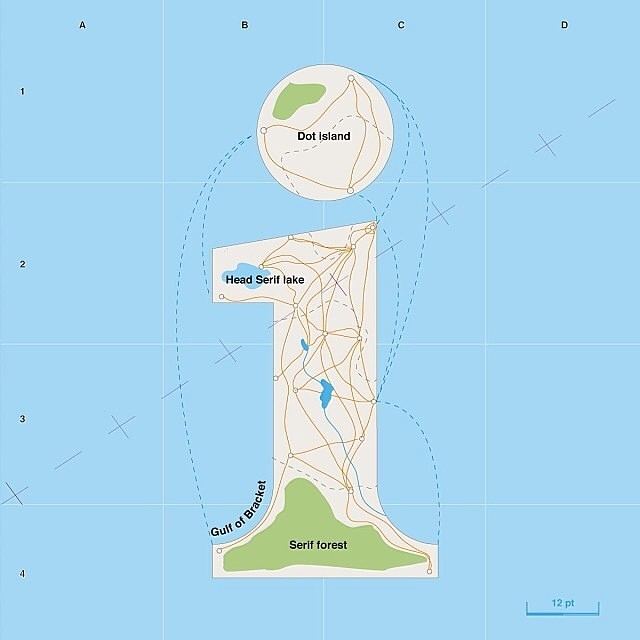 A B C D
1
Dot island
2
Head Serif lake
3
Gulf of Bracket
Serif forest
4
12 pt